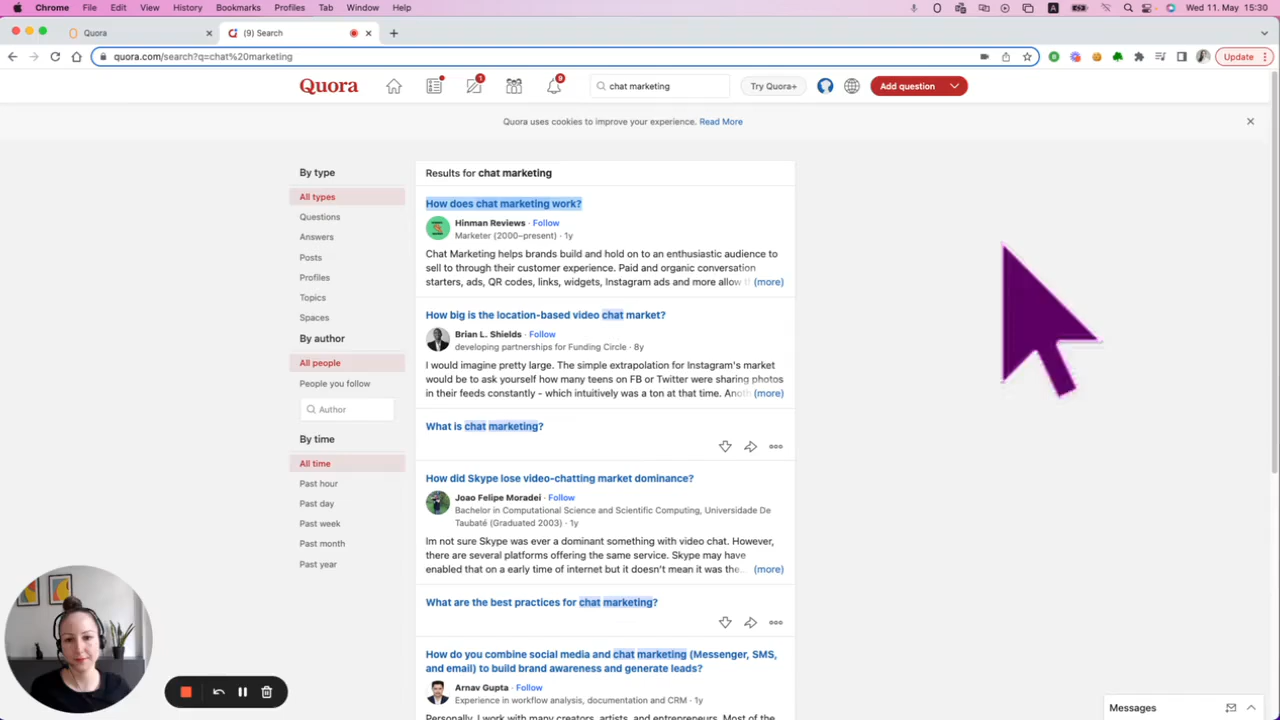 Chrome File Edit View History Bookmarks Profiles Tab Window Help
A
Wed 11. May 15:30
Quora
(9) Search
quora.com/search?q=chat%20marketing
Update
Quora
1
9
chat marketing
Try Quora+
Add question
Quora uses cookies to improve your experience. Read More
By type
All types
Questions
Answers
Posts
Profiles
Topics
Spaces
By author
All people
People you follow
Author
By time
All time
Past hour
Past day
Past week
Past month
Past year
Results for chat marketing
How does chat marketing work?
Hinman Reviews · Follow
Marketer (2000–present) · 1y
Chat Marketing helps brands build and hold on to an enthusiastic audience to
sell to through their customer experience. Paid and organic conversation
starters, ads, QR codes, links, widgets, Instagram ads and more allow (more)
How big is the location-based video chat market?
Brian L. Shields · Follow
developing partnerships for Funding Circle · 8y
I would imagine pretty large. The simple extrapolation for Instagram's market
would be to ask yourself how many teens on FB or Twitter were sharing photos
in their feeds constantly - which intuitively was a ton at that time. (more)
What is chat marketing?
How did Skype lose video-chatting market dominance?
Joao Felipe Moradei · Follow
Bachelor in Computational Science and Scientific Computing, Universidade De
Taubaté (Graduated 2003) · 1y
Im not sure Skype was ever a dominant something with video chat. However,
there are several platforms offering the same service. Skype may have
enabled that on a early time of internet but it doesn't mean it was the... (more)
What are the best practices for chat marketing?
How do you combine social media and chat marketing (Messenger, SMS,
and email) to build brand awareness and generate leads?
Arnav Gupta · Follow
Experience in workflow analysis, documentation and CRM · 1y
Personally, I work with many creators, artists, and entrepreneurs. Most of the
Messages